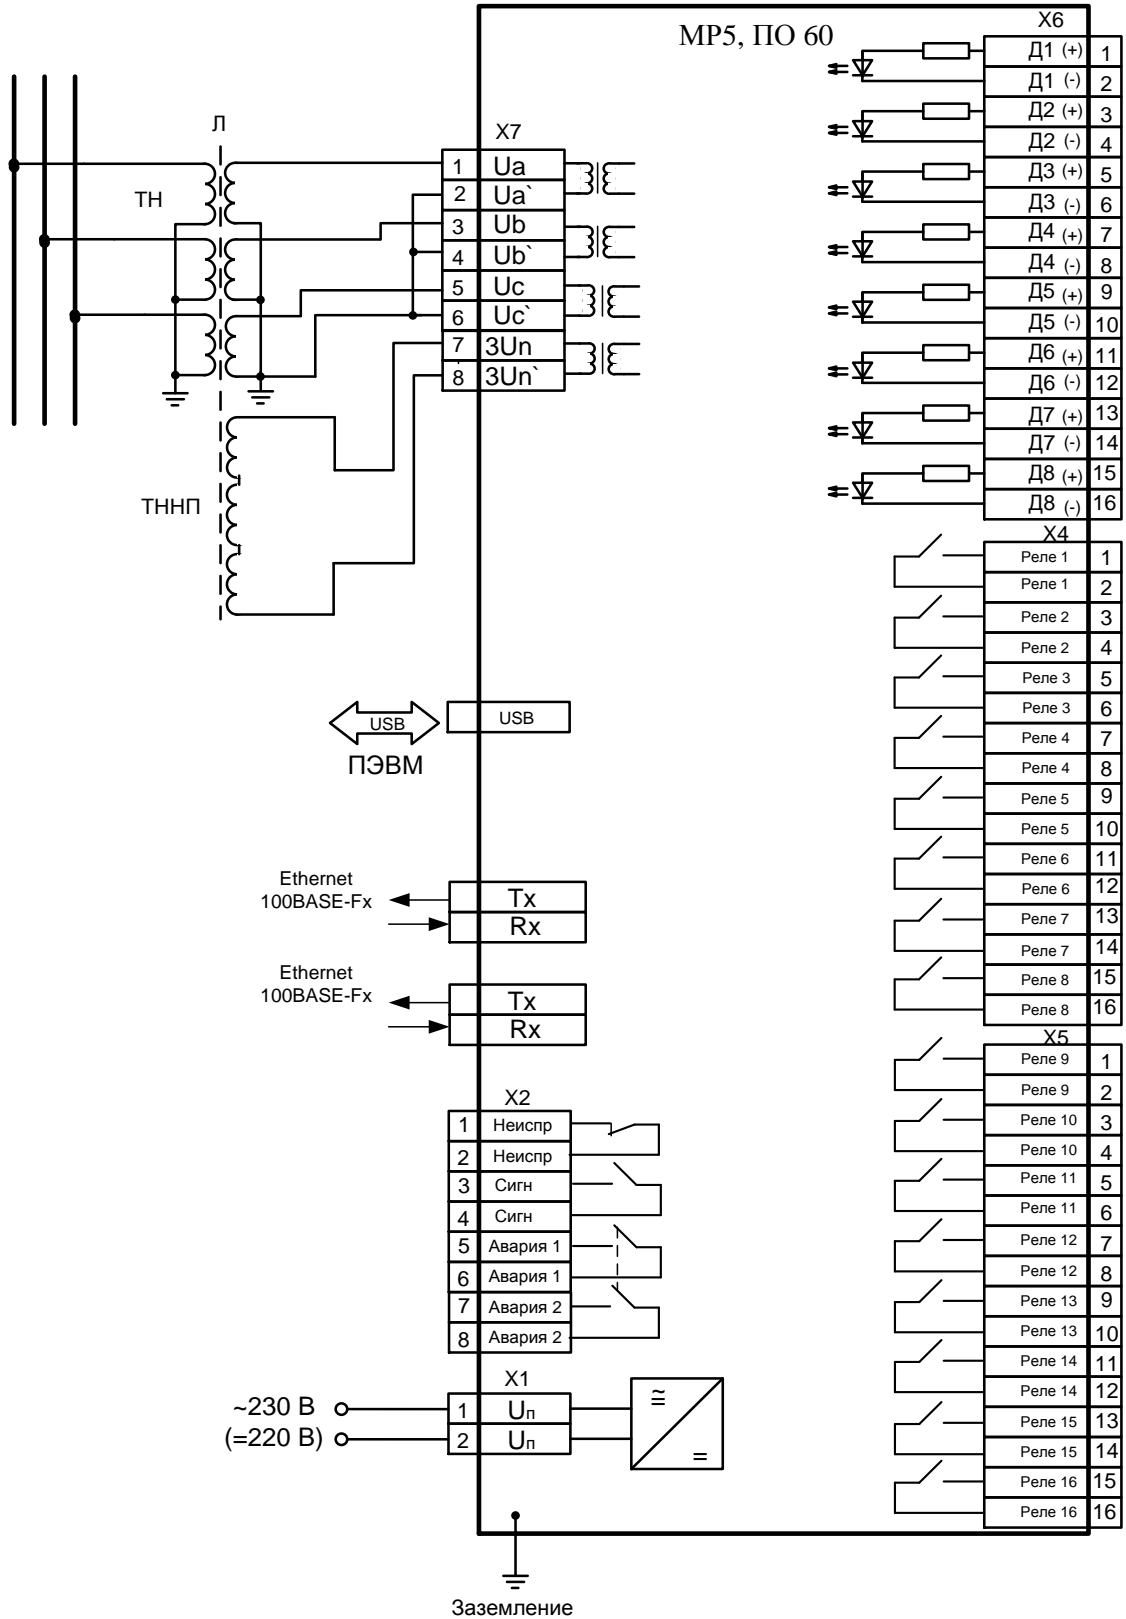 МР5, ПО 60
Л
ТН
ТННП
X7
1 Ua
2 Ua`
3 Ub
4 Ub`
5 Uc
6 Uc`
7 3Un
8 3Un`
USB
USB
ПЭВМ
Ethernet
100BASE-Fx
Tx
Rx
Ethernet
100BASE-Fx
Tx
Rx
X2
1 Неиспр
2 Неиспр
3 Сигн
4 Сигн
5 Авария 1
6 Авария 1
7 Авария 2
8 Авария 2
X1
~230 В
1 Uп
(=220 В)
2 Uп
≅
=
Заземление
X6
Д1 (+) 1
Д1 (-) 2
Д2 (+) 3
Д2 (-) 4
Д3 (+) 5
Д3 (-) 6
Д4 (+) 7
Д4 (-) 8
Д5 (+) 9
Д5 (-) 10
Д6 (+) 11
Д6 (-) 12
Д7 (+) 13
Д7 (-) 14
Д8 (+) 15
Д8 (-) 16
X4
Реле 1 1
Реле 1 2
Реле 2 3
Реле 2 4
Реле 3 5
Реле 3 6
Реле 4 7
Реле 4 8
Реле 5 9
Реле 5 10
Реле 6 11
Реле 6 12
Реле 7 13
Реле 7 14
Реле 8 15
Реле 8 16
X5
Реле 9 1
Реле 9 2
Реле 10 3
Реле 10 4
Реле 11 5
Реле 11 6
Реле 12 7
Реле 12 8
Реле 13 9
Реле 13 10
Реле 14 11
Реле 14 12
Реле 15 13
Реле 15 14
Реле 16 15
Реле 16 16